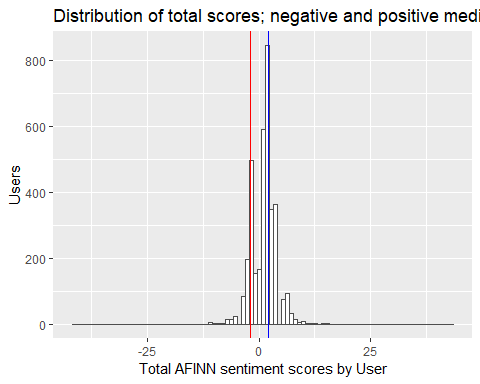 Distribution of total scores; negative and positive medi
800
600
400
200
0
Users
-25 0 25
Total AFINN sentiment scores by User